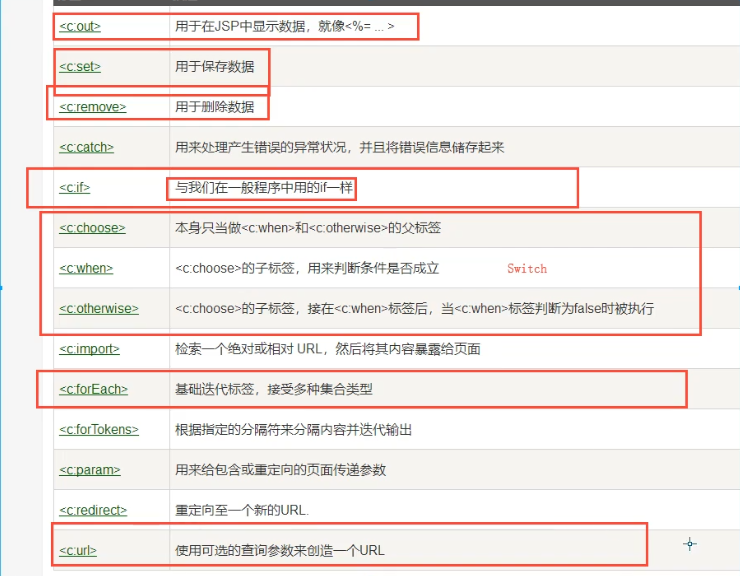 <c:out> 用于在JSP中显示数据，就像<%= ... >
<c:set> 用于保存数据
<c:remove> 用于删除数据
<c:catch> 用来处理产生错误的异常状况，并且将错误信息储存起来
<c:if> 与我们在一般程序中用的if一样
<c:choose> 本身只当做<c:when>和<c:otherwise>的父标签
<c:when> <c:choose>的子标签，用来判断条件是否成立 Switch
<c:otherwise> <c:choose>的子标签，接在<c:when>标签后，当<c:when>标签判断为false时被执行
<c:import> 检索一个绝对或相对 URL，然后将其内容暴露给页面
<c:forEach> 基础迭代标签，接受多种集合类型
<c:forTokens> 根据指定的分隔符来分隔内容并迭代输出
<c:param> 用来给包含或重定向的页面传递参数
<c:redirect> 重定向至一个新的URL.
<c:url> 使用可选的查询参数来创造一个URL